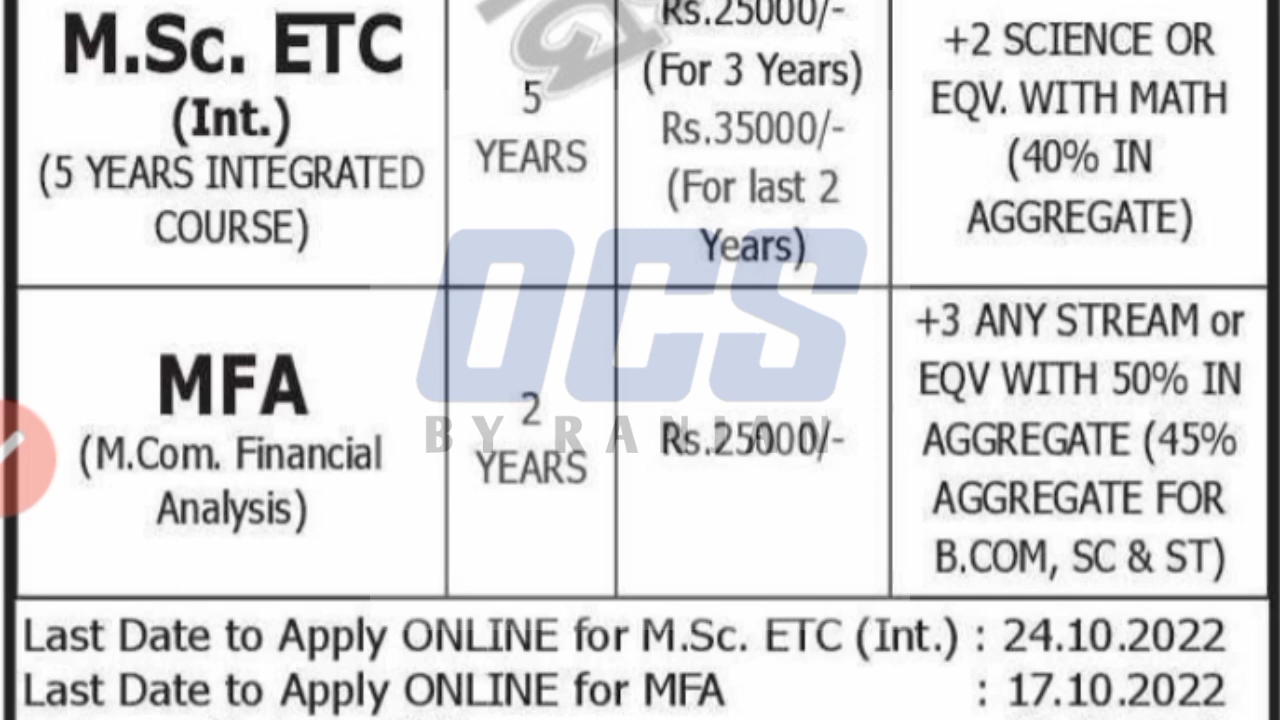 M.Sc. ETC
(Int.)
(5 YEARS INTEGRATED
COURSE)
5
YEARS
Rs.25000/-
(For 3 Years)
Rs.35000/-
(For last 2
Years)
+2 SCIENCE OR
EQV. WITH MATH
(40% IN
AGGREGATE)
MFA
(M.Com. Financial
Analysis)
2
YEARS
Rs.25000/-
+3 ANY STREAM or
EQV WITH 50% IN
AGGREGATE (45%
AGGREGATE FOR
B.COM, SC & ST)
OCS
BY RANJAN
Last Date to Apply ONLINE for M.Sc. ETC (Int.) : 24.10.2022
Last Date to Apply ONLINE for MFA : 17.10.2022